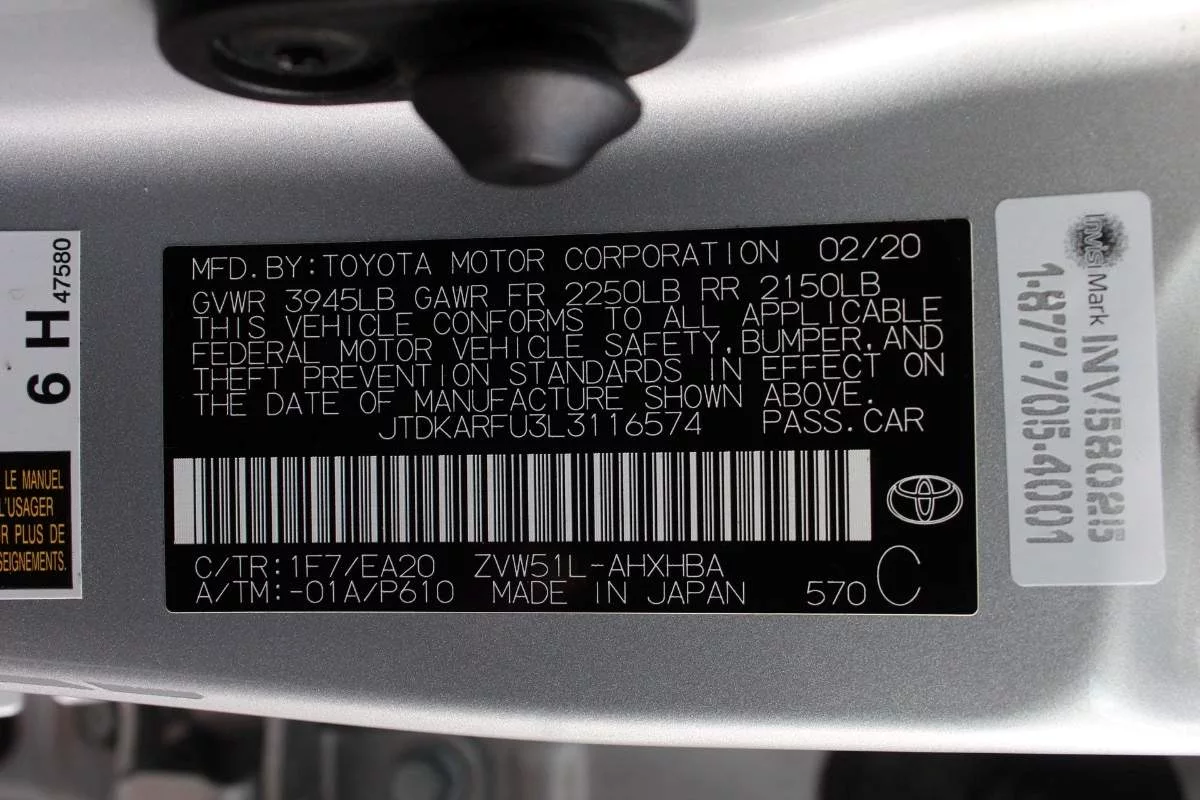 6 H 47580
LE MANUEL
L'USAGER
R PLUS DE
SEIGNEMENTS.
MFD.BY:TOYOTA MOTOR CORPORATION 02/20
GVWR 3945LB GAWR FR 2250LB RR 2150LB
THIS VEHICLE CONFORMS TO ALL APPLICABLE
FEDERAL MOTOR VEHICLE SAFETY,BUMPER,AND
THEFT PREVENTION STANDARDS IN EFFECT ON
THE DATE OF MANUFACTURE SHOWN ABOVE.
JTDKARFU3L3116574 PASS.CAR
C/TR:1F7/EA20 ZVW51L-AHXHBA
A/TM:-01A/P610 MADE IN JAPAN 570 C
InVisiMark INV580215
1·877·705·4001